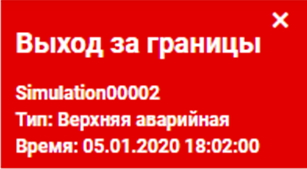 Выход за границы
Simulation00002
Тип: Верхняя аварийная
Время: 05.01.2020 18:02:00